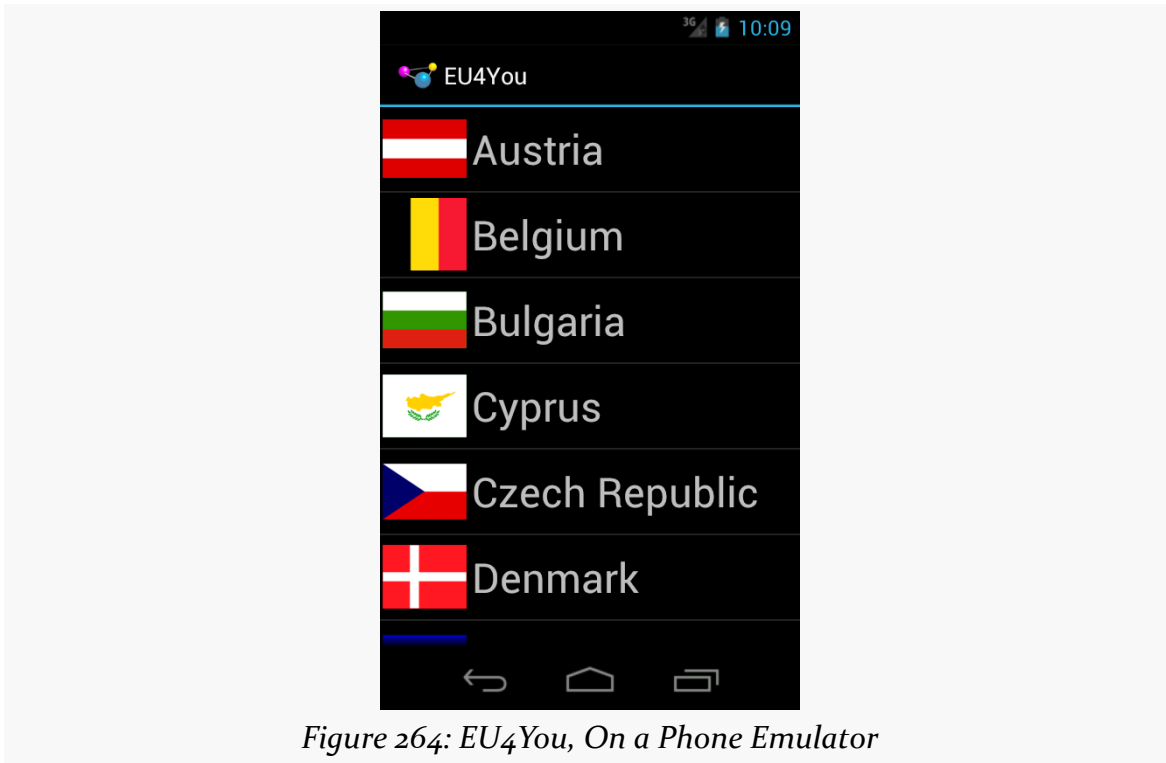 3G 10:09
EU4You
Austria
Belgium
Bulgaria
Cyprus
Czech Republic
Denmark
Figure 264: EU4You, On a Phone Emulator